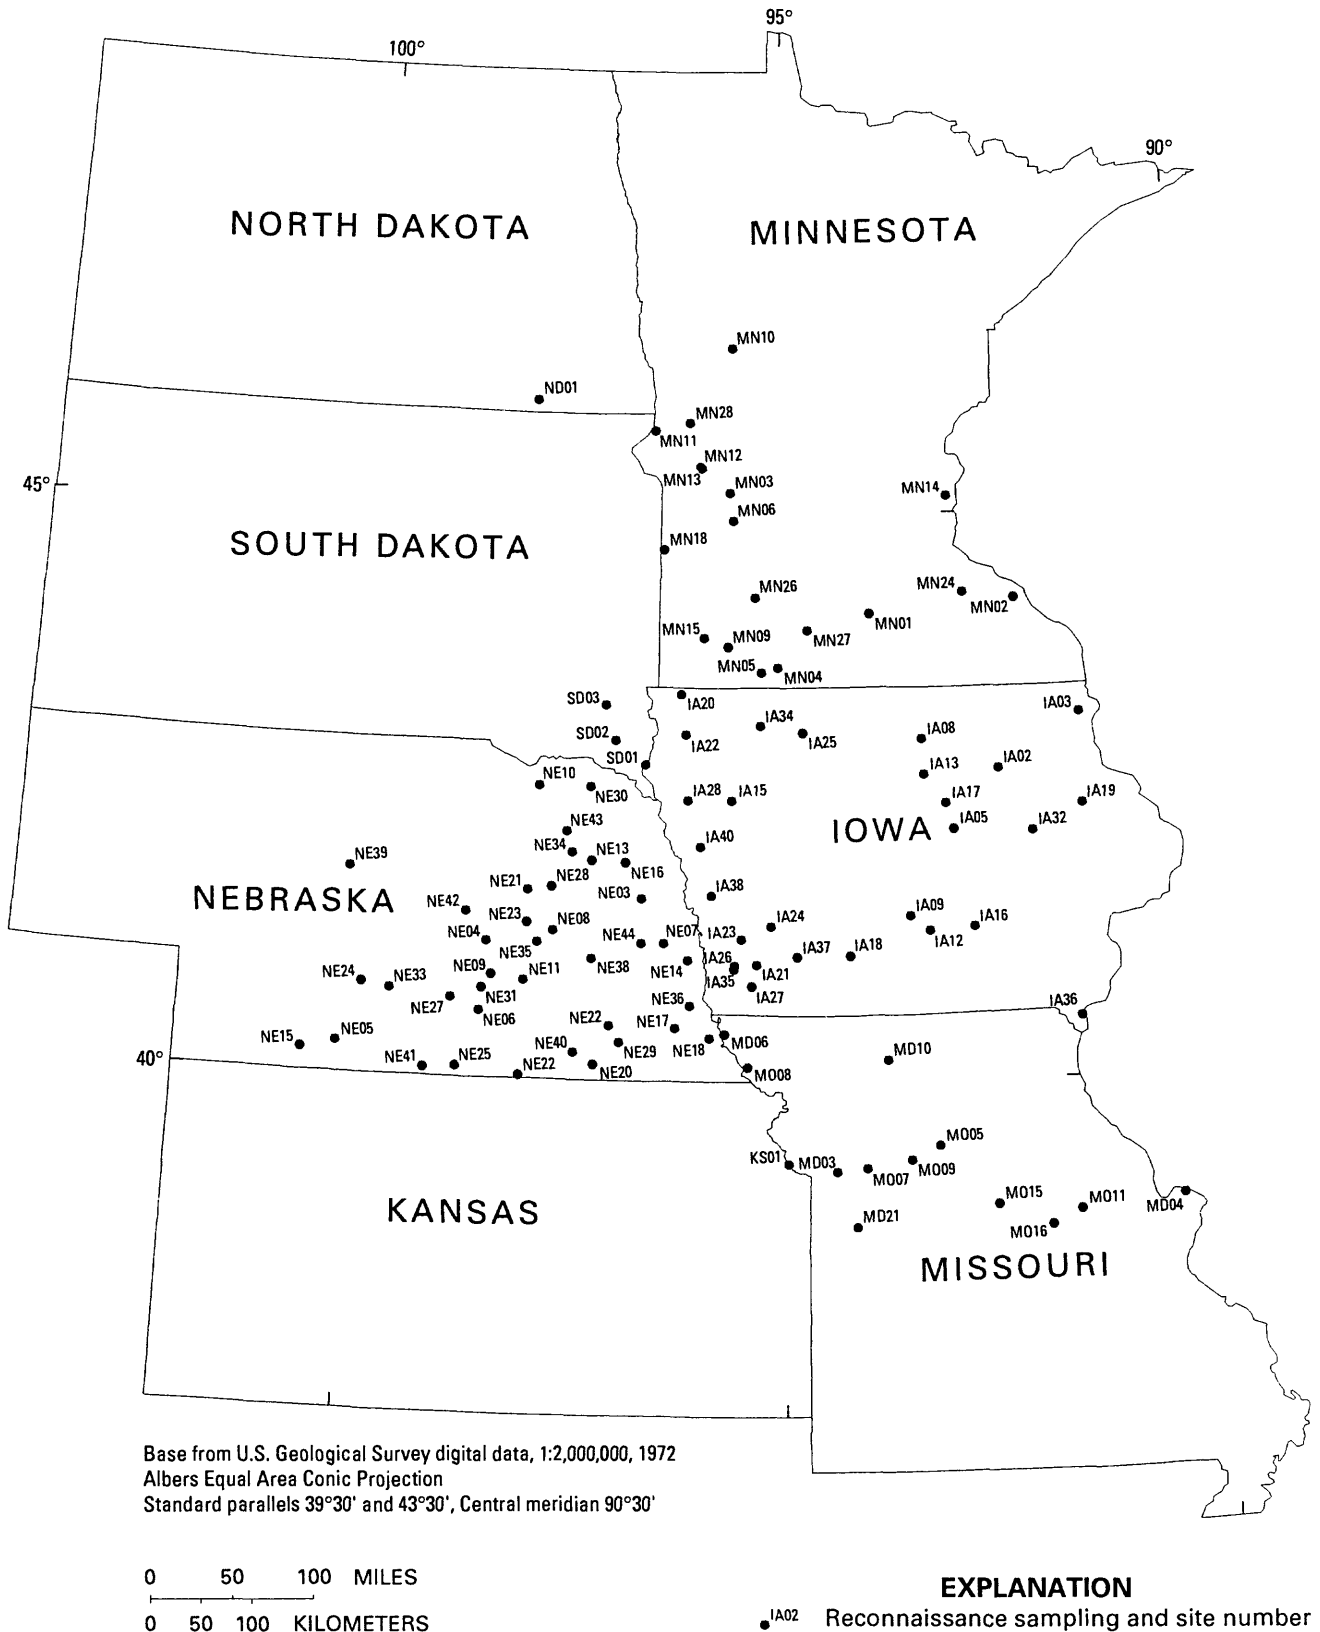 95°
100°
90°
NORTH DAKOTA
MINNESOTA
MN10
ND01
MN28
MN11
MN12
MN13
MN03
45°
MN14
MN06
SOUTH DAKOTA
MN18
MN26
MN24
MN02
MN01
MN15
MN09
MN27
MN05
MN04
SD03
IA20
IA03
IA34
SD02
IA22
IA25
IA08
SD01
IA13
IA02
NE10
NE30
IA28
IA15
IA17
IA19
NE43
IOWA
IA05
IA32
NE34
IA40
NE13
NE39
NE16
NE21
NE28
NE03
IA38
NEBRASKA
NE42
NE23
NE08
IA24
IA09
IA16
NE04
NE44
NE07
IA23
IA12
NE35
IA37
IA18
IA26
NE24
NE33
NE09
NE11
NE38
NE14
IA21
IA35
NE27
NE31
IA27
NE36
IA36
NE06
NE22
NE17
NE15
NE05
NE40
NE29
NE18
MD06
MD10
40°
NE41
NE25
NE22
NE20
MO08
MO05
KS01
MD03
MO07
MO09
MO15
MO11
MD04
KANSAS
MD21
MO16
MISSOURI
Base from U.S. Geological Survey digital data, 1:2,000,000, 1972
Albers Equal Area Conic Projection
Standard parallels 39°30' and 43°30', Central meridian 90°30'
0 50 100 MILES
0 50 100 KILOMETERS
EXPLANATION
IA02 Reconnaissance sampling and site number